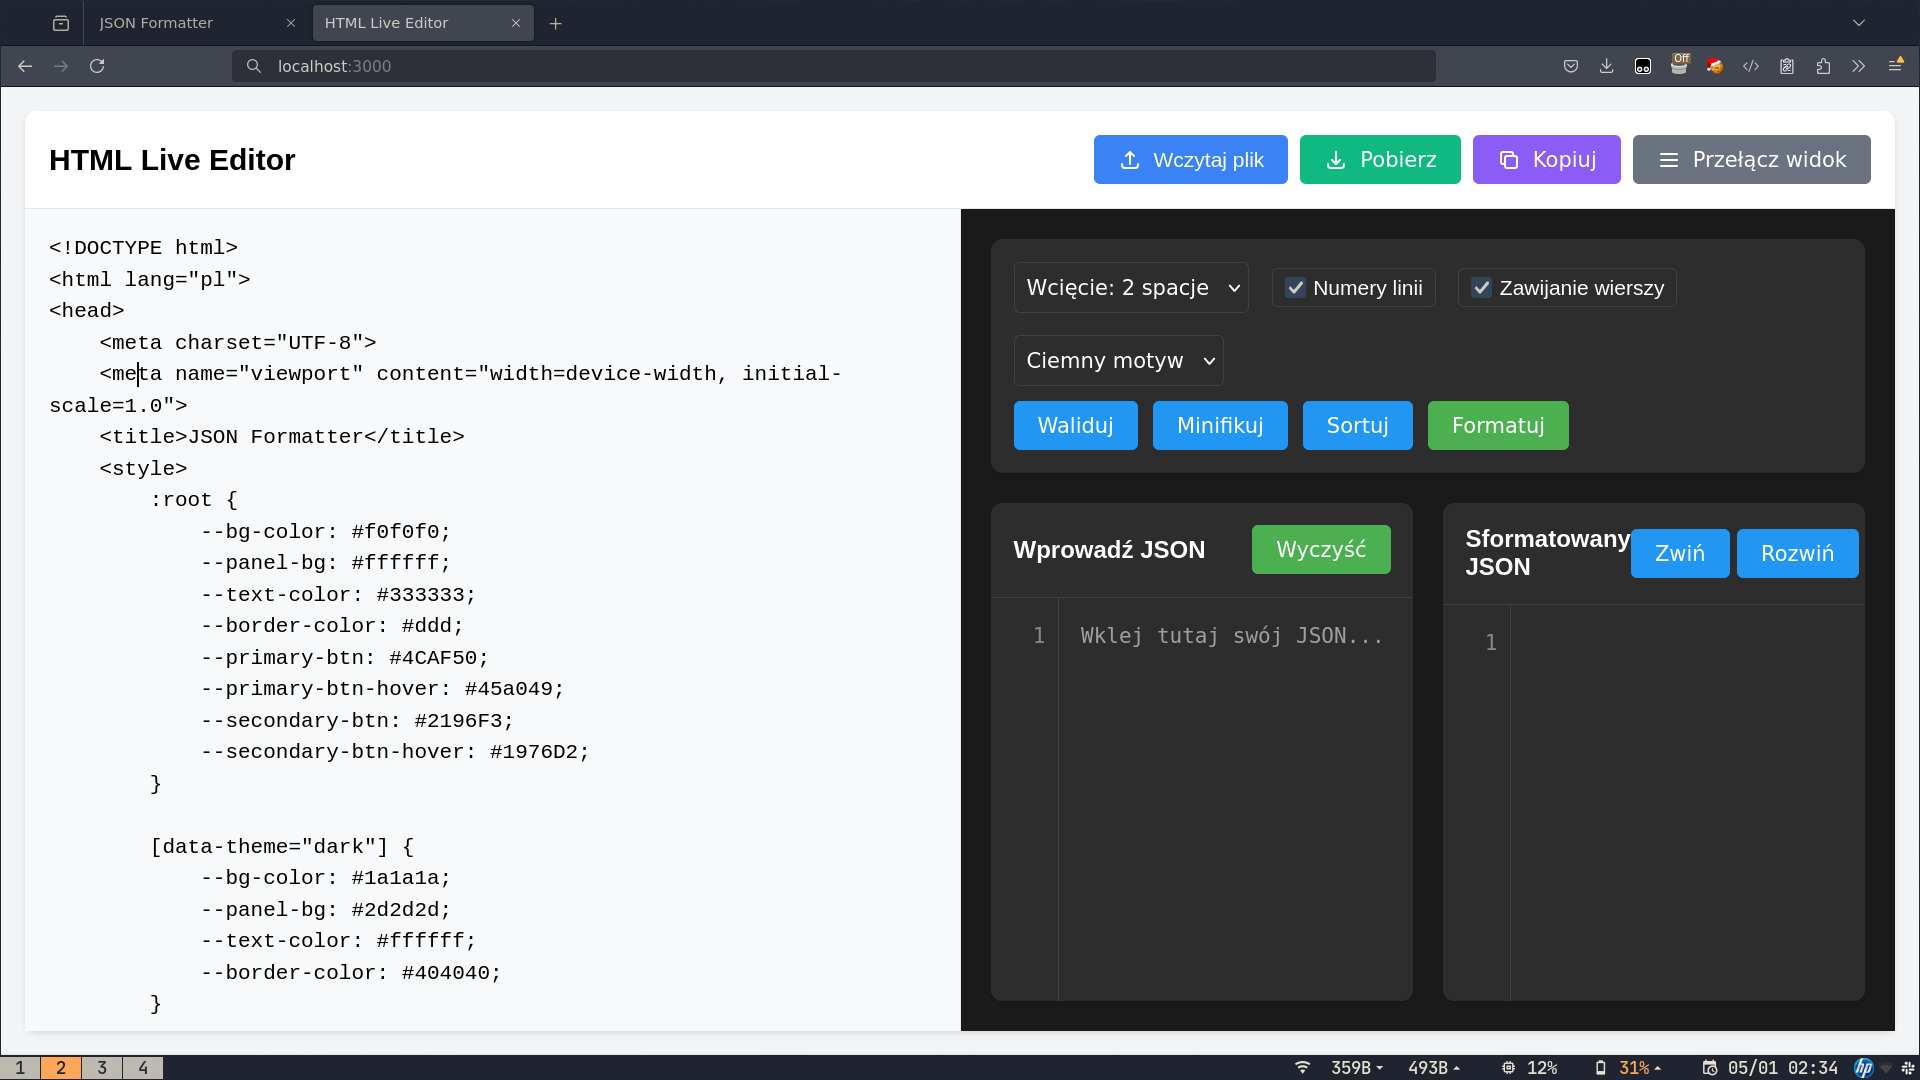 JSON Formatter
HTML Live Editor
localhost:3000
Off
HTML Live Editor
Wczytaj plik
Pobierz
Kopiuj
Przełącz widok
<!DOCTYPE html>
<html lang="pl">
<head>
    <meta charset="UTF-8">
    <meta name="viewport" content="width=device-width, initial-
scale=1.0">
    <title>JSON Formatter</title>
    <style>
        :root {
            --bg-color: #f0f0f0;
            --panel-bg: #ffffff;
            --text-color: #333333;
            --border-color: #ddd;
            --primary-btn: #4CAF50;
            --primary-btn-hover: #45a049;
            --secondary-btn: #2196F3;
            --secondary-btn-hover: #1976D2;
        }
        [data-theme="dark"] {
            --bg-color: #1a1a1a;
            --panel-bg: #2d2d2d;
            --text-color: #ffffff;
            --border-color: #404040;
        }
Wcięcie: 2 spacje
Numery linii
Zawijanie wierszy
Ciemny motyw
Waliduj
Minifikuj
Sortuj
Formatuj
Wprowadź JSON
Wyczyść
1
Wklej tutaj swój JSON...
Sformatowany
JSON
Zwiń
Rozwiń
1
1 2 3 4
359B 493B 12% 31% 05/01 02:34 hp